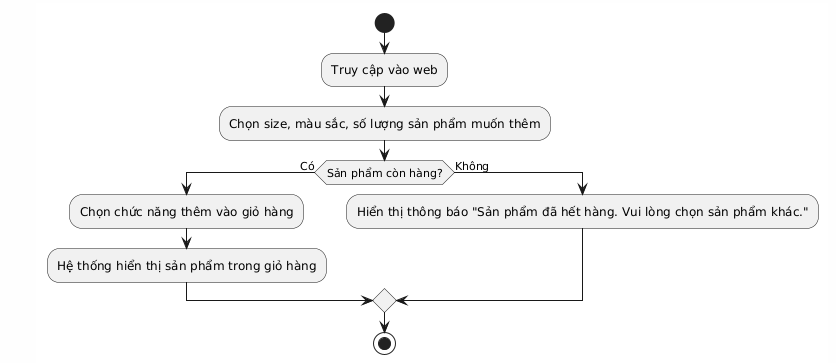 Truy cập vào web
Chọn size, màu sắc, số lượng sản phẩm muốn thêm
Có
Sản phẩm còn hàng?
Không
Chọn chức năng thêm vào giỏ hàng
Hiển thị thông báo "Sản phẩm đã hết hàng. Vui lòng chọn sản phẩm khác."
Hệ thống hiển thị sản phẩm trong giỏ hàng